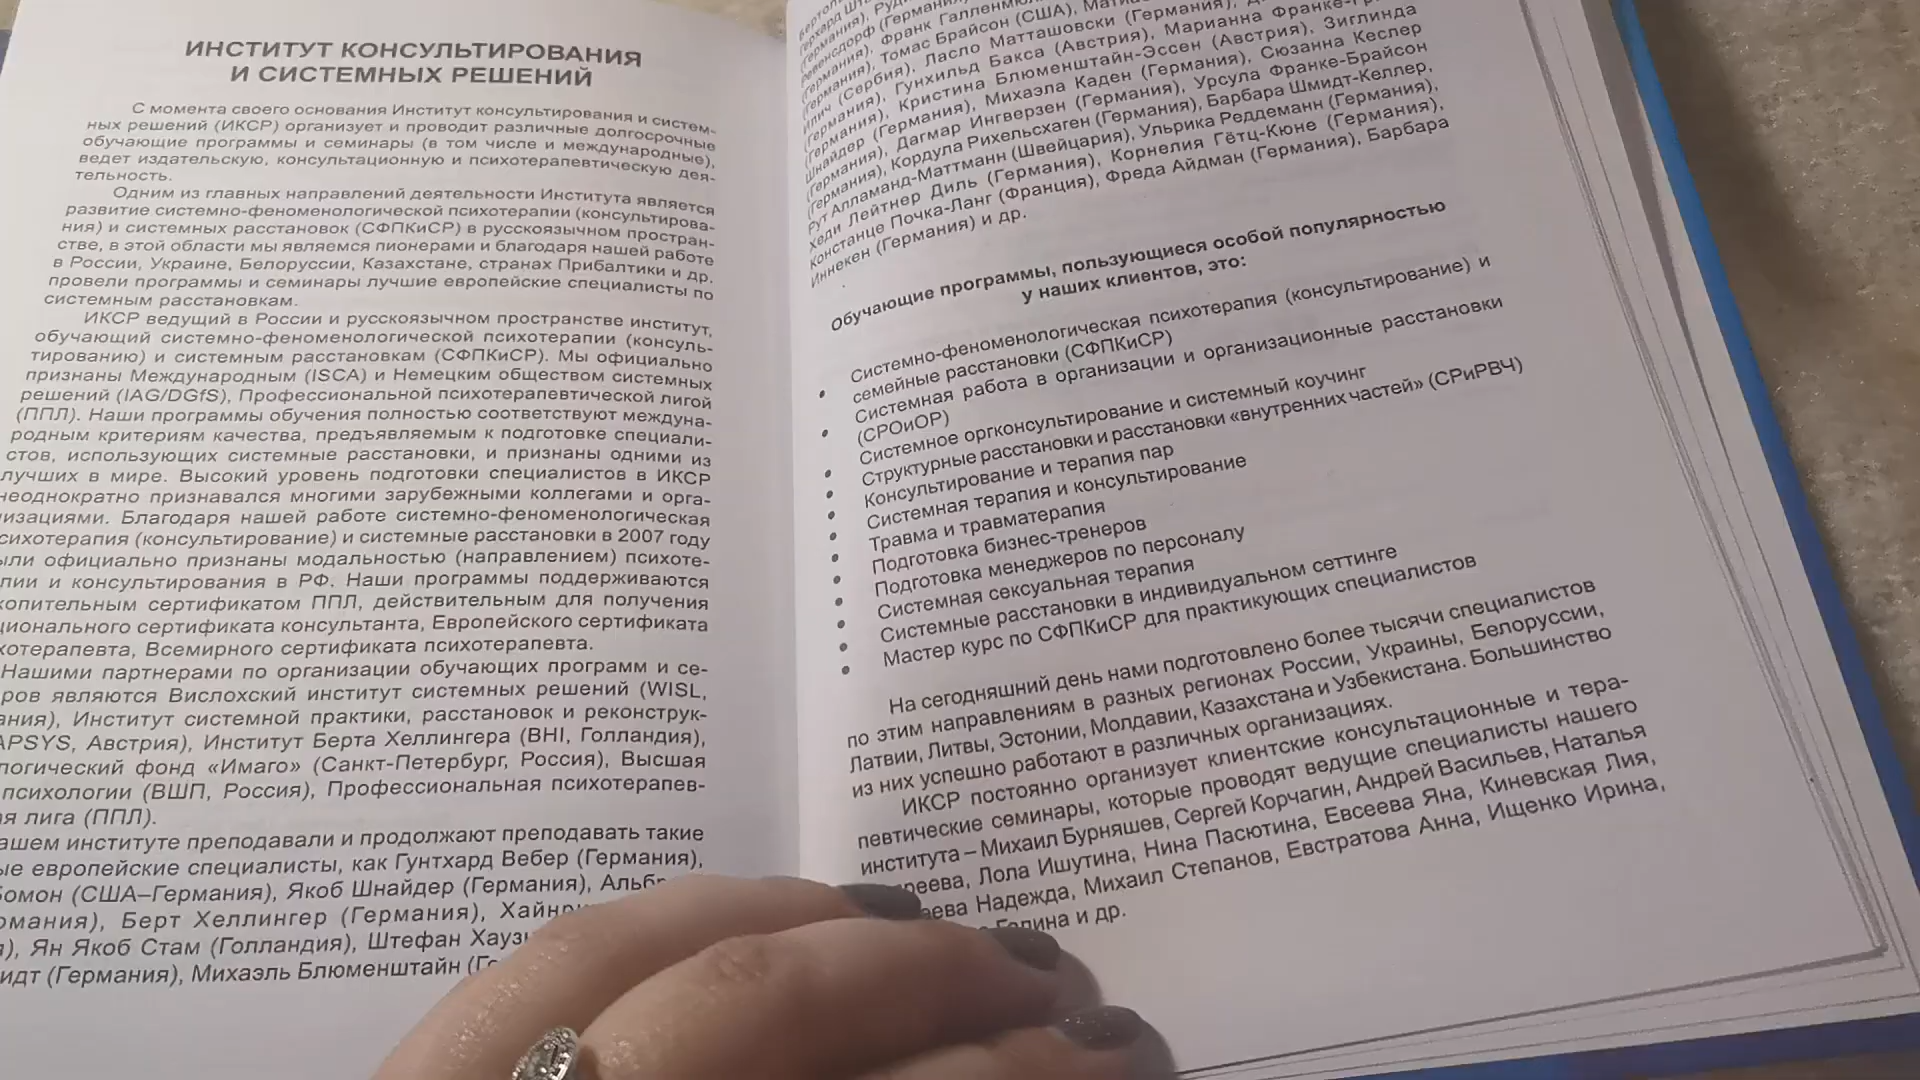 ИНСТИТУТ КОНСУЛЬТИРОВАНИЯ
И СИСТЕМНЫХ РЕШЕНИЙ
С момента своего основания Институт консультирования и систем-
ных решений (ИКСР) организует и проводит различные долгосрочные
обучающие программы и семинары (в том числе и международные),
ведет издательскую, консультационную и психотерапевтическую дея-
тельность.
Одним из главных направлений деятельности Института является
развитие системно-феноменологической психотерапии (консультирова-
ния) и системных расстановок (СФПКиСР) в русскоязычном простран-
стве, в этой области мы являемся пионерами и благодаря нашей работе
в России, Украине, Белоруссии, Казахстане, странах Прибалтики и др.
провели программы и семинары лучшие европейские специалисты по
системным расстановкам.
ИКСР ведущий в России и русскоязычном пространстве институт,
обучающий системно-феноменологической психотерапии (консуль-
тированию) и системным расстановкам (СФПКиСР). Мы официально
признаны Международным (ISCA) и Немецким обществом системных
решений (IAG/DGfS), Профессиональной психотерапевтической лигой
(ППЛ). Наши программы обучения полностью соответствуют междуна-
родным критериям качества, предъявляемым к подготовке специали-
стов, использующих системные расстановки, и признаны одними из
лучших в мире. Высокий уровень подготовки специалистов в ИКСР
неоднократно признавался многими зарубежными коллегами и орга-
низациями. Благодаря нашей работе системно-феноменологическая
сихотерапия (консультирование) и системные расстановки в 2007 году
ыли официально признаны модальностью (направлением) психоте-
пии и консультирования в РФ. Наши программы поддерживаются
копительным сертификатом ППЛ, действительным для получения
ционального сертификата консультанта, Европейского сертификата
хотерапевта, Всемирного сертификата психотерапевта.
Нашими партнерами по организации обучающих программ и се-
ров являются Вислохский институт системных решений (WISL,
ания), Институт системной практики, расстановок и реконструк-
APSYS, Австрия), Институт Берта Хеллингера (BHI, Голландия),
логический фонд «Имаго» (Санкт-Петербург, Россия), Высшая
психологии (ВШП, Россия), Профессиональная психотерапев-
ая лига (ППЛ).
ашем институте преподавали и продолжают преподавать такие
ые европейские специалисты, как Гунтхард Вебер (Германия),
Бомон (США–Германия), Якоб Шнайдер (Германия),
рмания), Берт Хеллингер (Германия),
Ян Якоб Стам (Голландия), Штефан
идт (Германия), Михаэль Блюменштайн
(Германия), Франк
(Германия), Томас Брайсон (США),
Илич (Сербия), Ласло Матташовски (Германия),
Германия), Гунхильд Бакса (Австрия), Марианна
(Германия), Кристина Блюменштайн-Эссен (Австрия), Зиглинда
Шнайдер (Германия), Михаэла Каден (Германия), Сюзанна Кеслер
(Германия), Дагмар Ингверзен (Германия), Урсула Франке-Брайсон
(Германия), Кордула Рихельсхаген (Германия), Барбара Шмидт-Келлер,
Рут Алламанд-Маттманн (Швейцария), Ульрика Реддеманн (Германия),
Хеди Лейтнер Диль (Германия), Корнелия Гётц-Кюне (Германия),
Констанце Почка-Ланг (Франция), Фреда Айдман (Германия), Барбара
Иннекен (Германия) и др.
Обучающие программы, пользующиеся особой популярностью
у наших клиентов, это:
• Системно-феноменологическая психотерапия (консультирование) и
семейные расстановки (СФПКиСР)
• Системная работа в организации и организационные расстановки
(СРОиОР)
• Системное оргконсультирование и системный коучинг
• Структурные расстановки и расстановки «внутренних частей» (СРиРВЧ)
• Консультирование и терапия пар
• Системная терапия и консультирование
• Травма и травматерапия
• Подготовка бизнес-тренеров
• Подготовка менеджеров по персоналу
• Системная сексуальная терапия
• Системные расстановки в индивидуальном сеттинге
• Мастер курс по СФПКиСР для практикующих специалистов
На сегодняшний день нами подготовлено более тысячи специалистов
по этим направлениям в разных регионах России, Украины, Белоруссии,
Латвии, Литвы, Эстонии, Молдавии, Казахстана и Узбекистана. Большинство
из них успешно работают в различных организациях.
ИКСР постоянно организует клиентские консультационные и тера-
певтические семинары, которые проводят ведущие специалисты нашего
института – Михаил Бурняшев, Сергей Корчагин, Андрей Васильев, Наталья
реева, Лола Ишутина, Нина Пасютина, Евсеева Яна, Киневская Лия,
аева Надежда, Михаил Степанов, Евстратова Анна, Ищенко Ирина,
Галина и др.